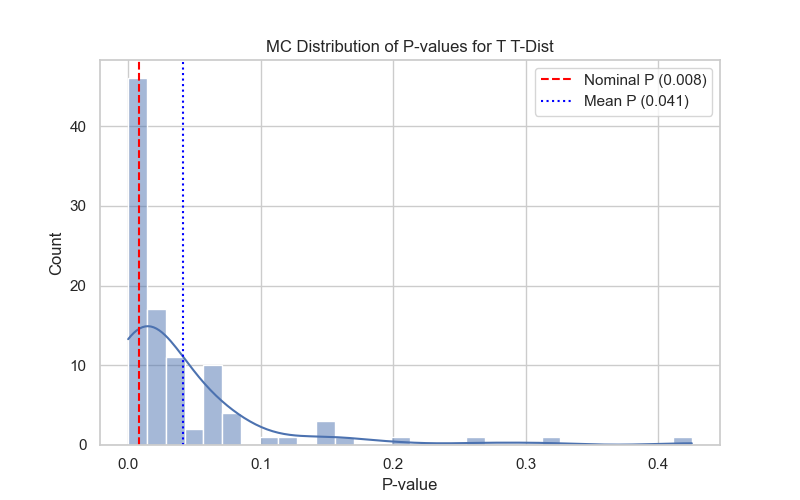 MC Distribution of P-values for T T-Dist
Nominal P (0.008)
Mean P (0.041)
Count
40
30
20
10
0
0.0 0.1 0.2 0.3 0.4
P-value